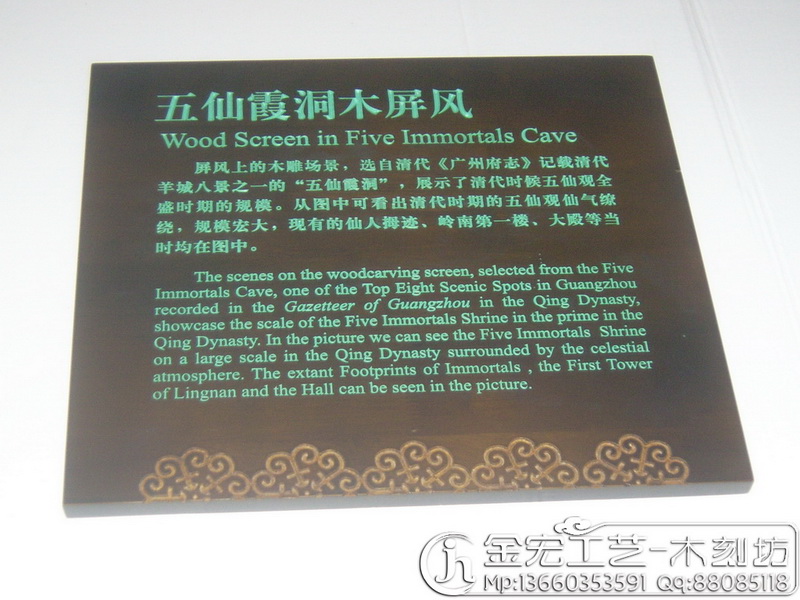 五仙霞洞木屏风
Wood Screen in Five Immortals Cave
屏风上的木雕场景，选自清代《广州府志》记载清代
羊城八景之一的“五仙霞洞”，展示了清代时候五仙观全
盛时期的规模。从图中可看出清代时期的五仙观仙气缭
绕，规模宏大，现有的仙人拇迹、岭南第一楼、大殿等当
时均在图中。
The scenes on the woodcarving screen, selected from the Five
Immortals Cave, one of the Top Eight Scenic Spots in Guangzhou
recorded in the Gazetteer of Guangzhou in the Qing Dynasty,
showcase the scale of the Five Immortals Shrine in the prime in the
Qing Dynasty. In the picture we can see the Five Immortals Shrine
on a large scale in the Qing Dynasty surrounded by the celestial
atmosphere. The extant Footprints of Immortals , the First Tower
of Lingnan and the Hall can be seen in the picture.
金宏工艺-木刻坊
Mp:13660353591 QQ:88085118